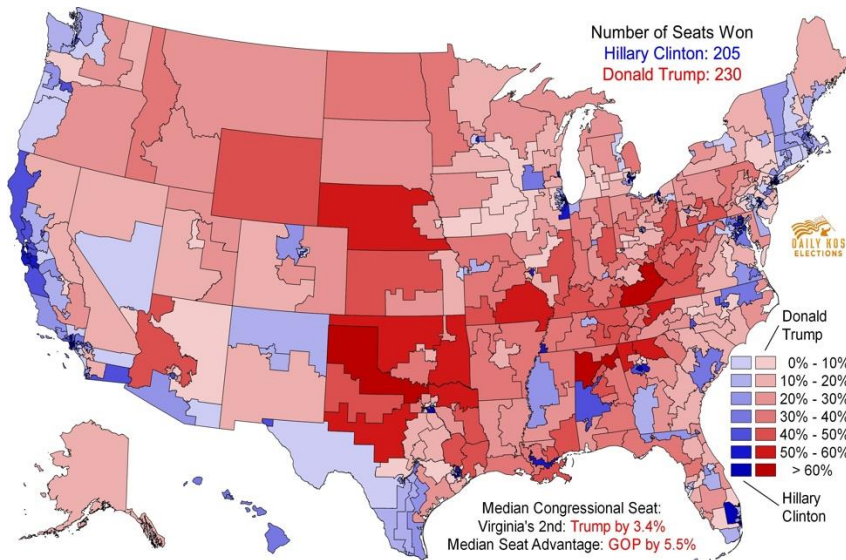 Number of Seats Won
Hillary Clinton: 205
Donald Trump: 230
DAILY KOS
ELECTIONS
Donald
Trump
0% - 10%
10% - 20%
20% - 30%
30% - 40%
40% - 50%
50% - 60%
> 60%
Hillary
Clinton
Median Congressional Seat:
Virginia's 2nd: Trump by 3.4%
Median Seat Advantage: GOP by 5.5%